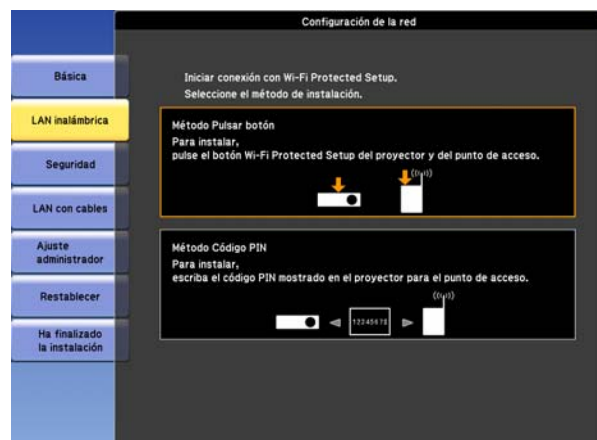 Configuración de la red
Básica
LAN inalámbrica
Seguridad
LAN con cables
Ajuste
administrador
Restablecer
Ha finalizado
la instalación
Iniciar conexión con Wi-Fi Protected Setup.
Seleccione el método de instalación.
Método Pulsar botón
Para instalar,
pulse el botón Wi-Fi Protected Setup del proyector y del punto de acceso.
Método Código PIN
Para instalar,
escriba el código PIN mostrado en el proyector para el punto de acceso.